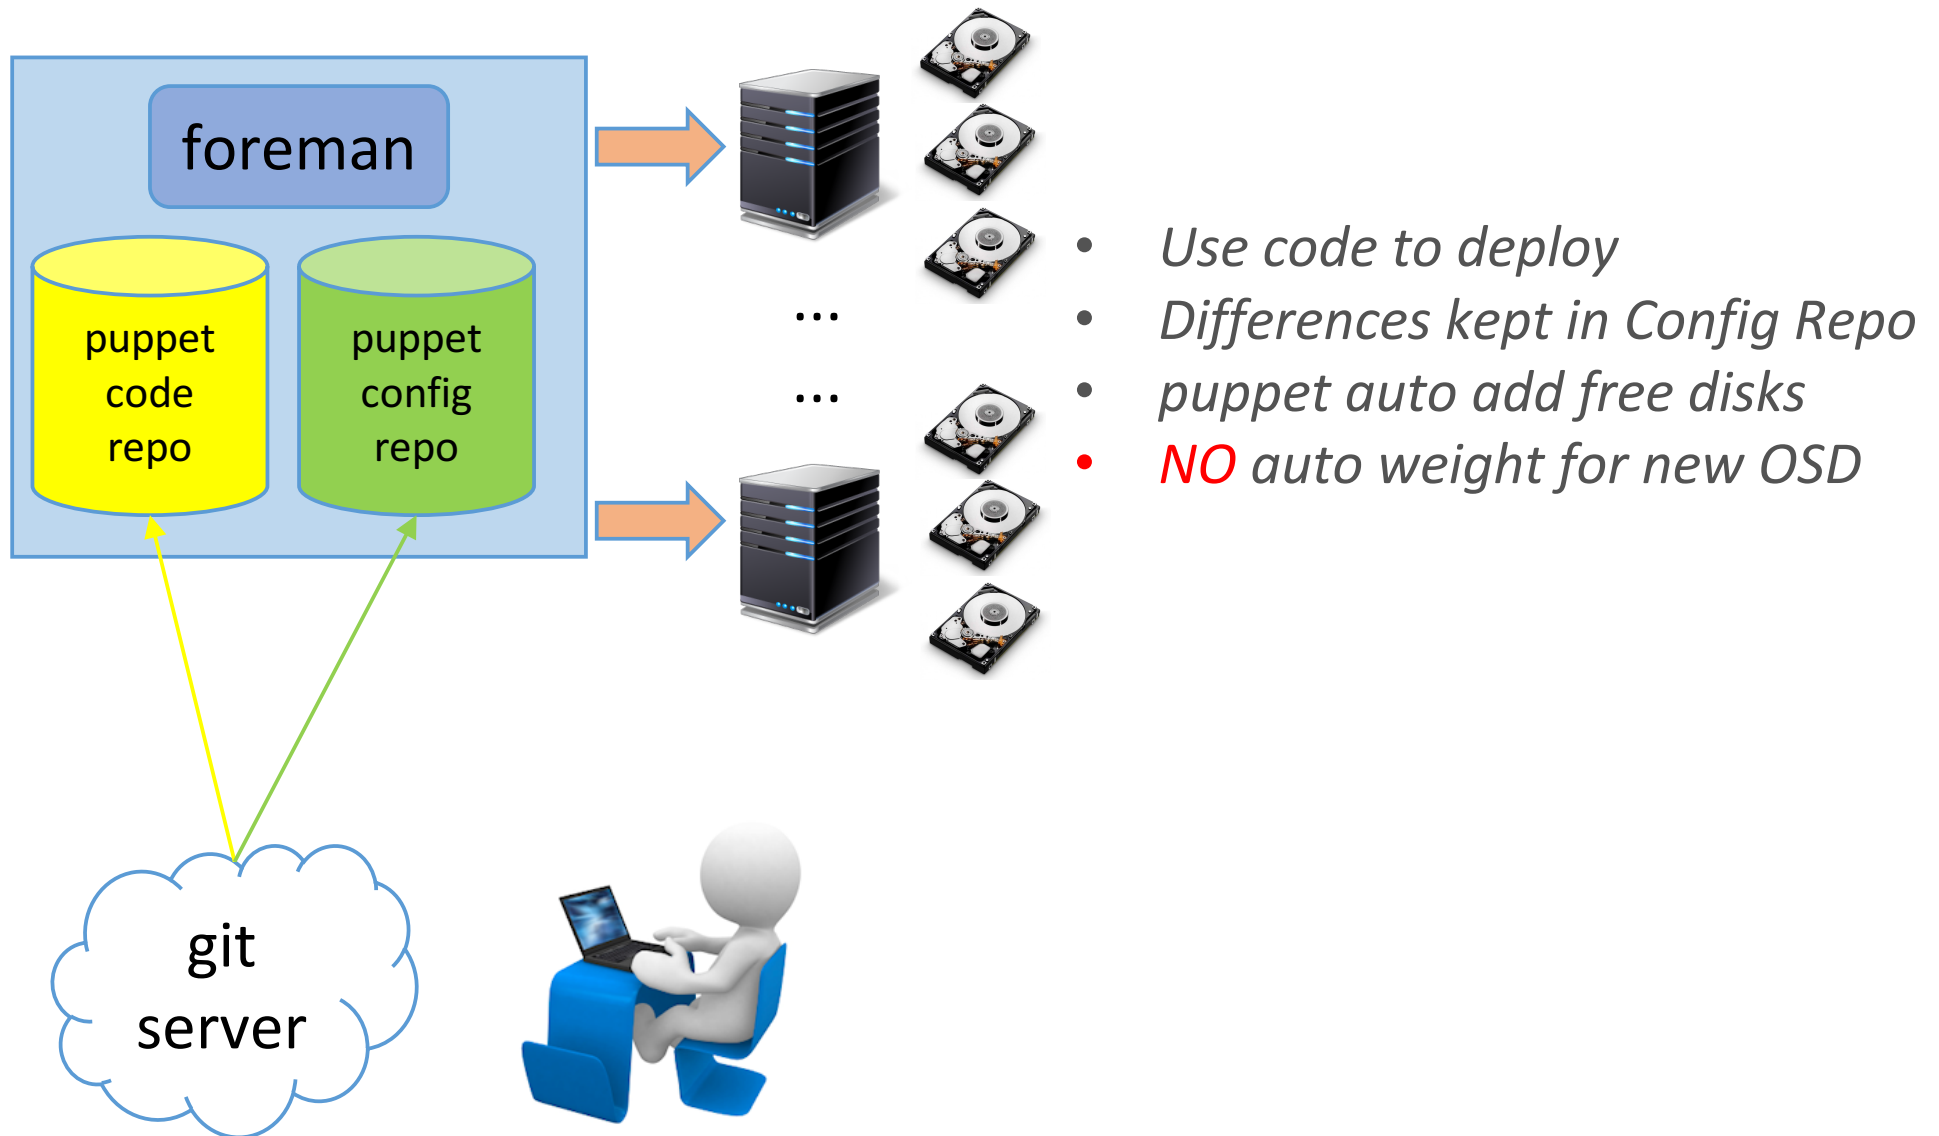 foreman
puppet
code
repo
puppet
config
repo
...
...
git
server
• Use code to deploy
• Differences kept in Config Repo
• puppet auto add free disks
• NO auto weight for new OSD